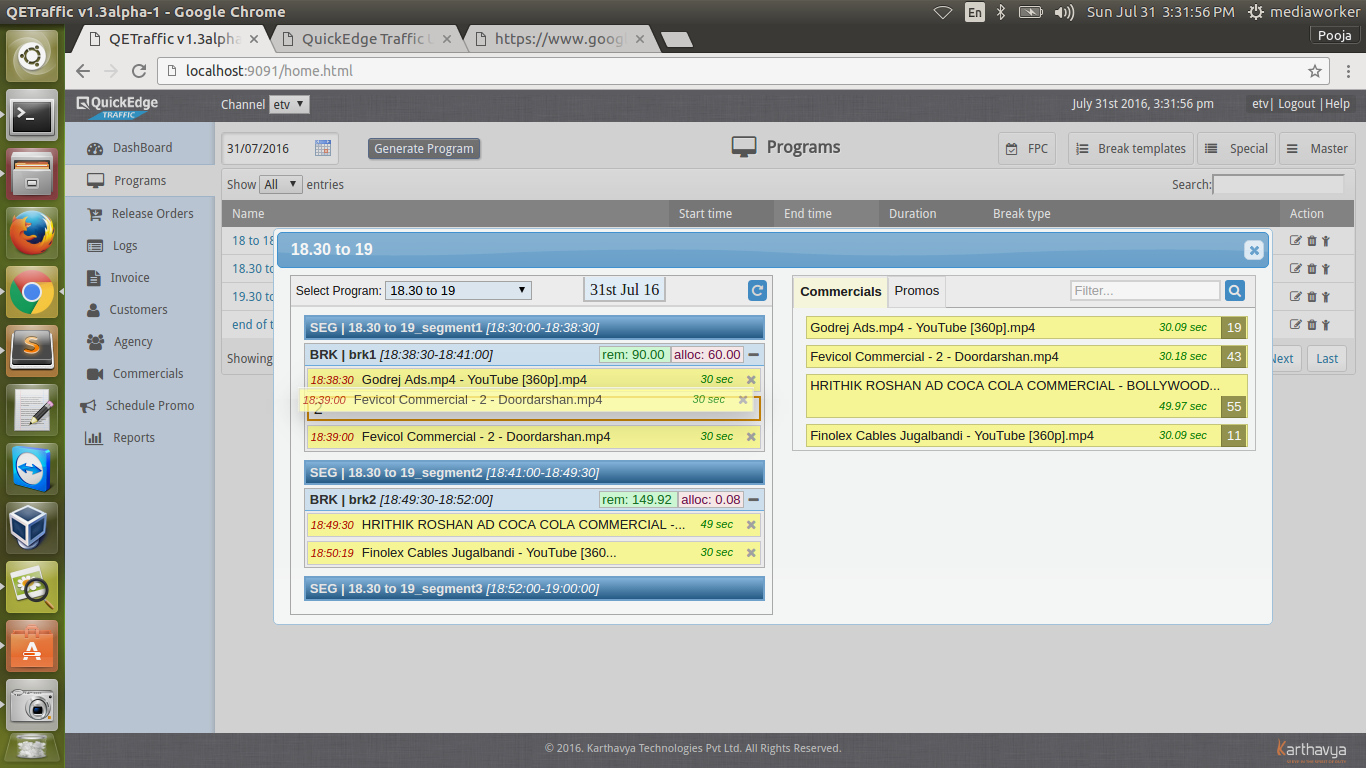 QETraffic v1.3alpha-1 - Google Chrome
En
Sun Jul 31 3:31:56 PM
mediaworker
QETraffic v1.3alpha
QuickEdge Traffic
https://www.goog
Pooja
localhost:9091/home.html
QuickEdge
TRAFFIC
Channel etv
July 31st 2016, 3:31:56 pm
etv| Logout |Help
DashBoard
Programs
Release Orders
Logs
Invoice
Customers
Agency
Commercials
Schedule Promo
Reports
31/07/2016
Generate Program
Programs
FPC
Break templates
Special
Master
Show All entries
Search:
Name Start time End time Duration Break type Action
18 to 18
18.30 to
19.30 to
end of t
Showing
Next
Last
18.30 to 19
Select Program: 18.30 to 19
31st Jul 16
SEG | 18.30 to 19_segment1 [18:30:00-18:38:30]
BRK | brk1 [18:38:30-18:41:00] rem: 90.00 alloc: 60.00
18:38:30 Godrej Ads.mp4 - YouTube [360p].mp4 30 sec
18:39:00 Fevicol Commercial - 2 - Doordarshan.mp4 30 sec
2
18:39:00 Fevicol Commercial - 2 - Doordarshan.mp4 30 sec
SEG | 18.30 to 19_segment2 [18:41:00-18:49:30]
BRK | brk2 [18:49:30-18:52:00] rem: 149.92 alloc: 0.08
18:49:30 HRITHIK ROSHAN AD COCA COLA COMMERCIAL -... 49 sec
18:50:19 Finolex Cables Jugalbandi - YouTube [360... 30 sec
SEG | 18.30 to 19_segment3 [18:52:00-19:00:00]
Commercials
Promos
Filter...
Godrej Ads.mp4 - YouTube [360p].mp4 30.09 sec 19
Fevicol Commercial - 2 - Doordarshan.mp4 30.18 sec 43
HRITHIK ROSHAN AD COCA COLA COMMERCIAL - BOLLYWOOD...
49.97 sec 55
Finolex Cables Jugalbandi - YouTube [360p].mp4 30.09 sec 11
© 2016. Karthavya Technologies Pvt Ltd. All Rights Reserved.
Karthavya